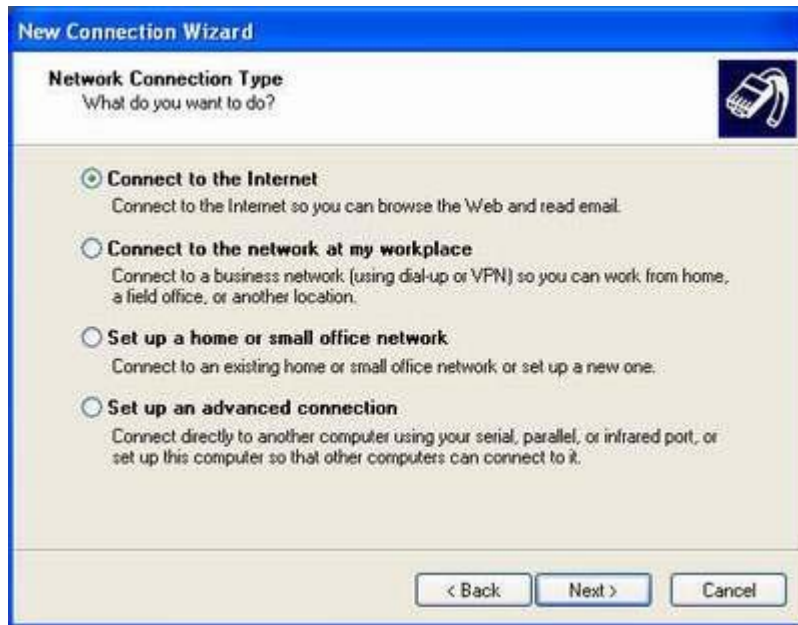 New Connection Wizard
Network Connection Type
What do you want to do?
Connect to the Internet
Connect to the Internet so you can browse the Web and read email.
Connect to the network at my workplace
Connect to a business network (using dial-up or VPN) so you can work from home,
a field office, or another location.
Set up a home or small office network
Connect to an existing home or small office network or set up a new one.
Set up an advanced connection
Connect directly to another computer using your serial, parallel, or infrared port, or
set up this computer so that other computers can connect to it.
< Back Next > Cancel